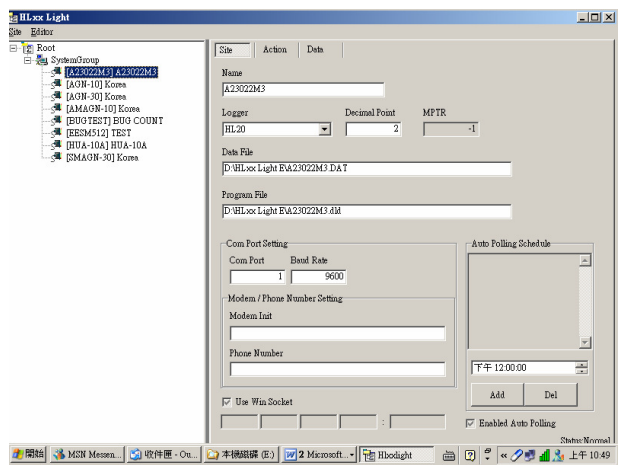 HLxx Light
Site Editor
Root
SystemGroup
[A23022M3] A23022M3
[AGN-10] Korea
[AGN-30] Korea
[AMAGN-10] Korea
[BUGTEST] BUG COUNT
[EESM512] TEST
[HUA-10A] HUA-10A
[SMAGN-30] Korea
Site Action Data
Name
A23022M3
Logger Decimal Point MPTR
HL20 2 -1
Data File
D:\HLxx Light E\A23022M3.DAT
Program File
D:\HLxx Light E\A23022M3.dld
Com Port Setting
Com Port Baud Rate
1 9600
Modem / Phone Number Setting
Modem Init
Phone Number
Use Win Socket
:
Auto Polling Schedule
下午 12:00:00
Add Del
Enabled Auto Polling
Status:Normal
開始 MSN Messen... 收件匣 - Ou... 本機磁碟 (E:) 2 Microsoft... Hbodlight « 上午 10:49